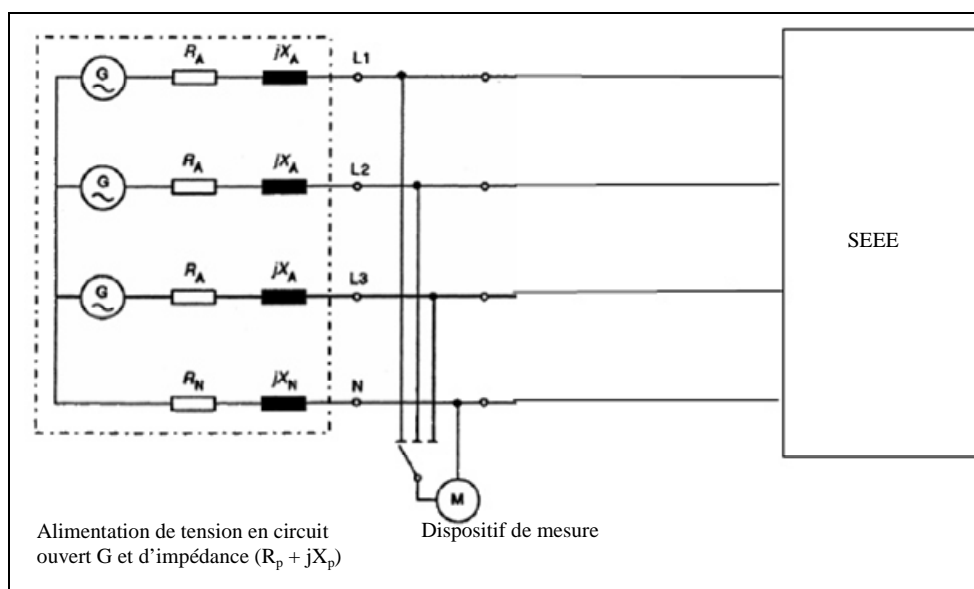 R_A jX_A L1
G
R_A jX_A L2
G
SEEE
R_A jX_A L3
G
R_N jX_N N
M
Alimentation de tension en circuit
ouvert G et d’impédance (R_p + jX_p)
Dispositif de mesure